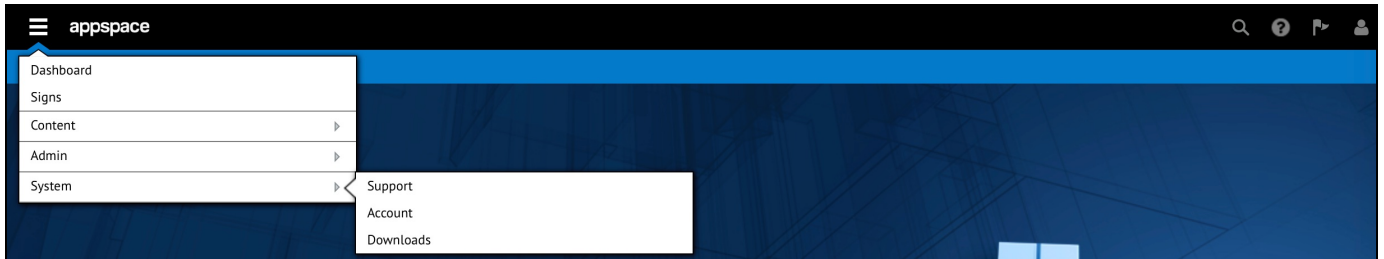 appspace
Dashboard
Signs
Content
Admin
System
Support
Account
Downloads